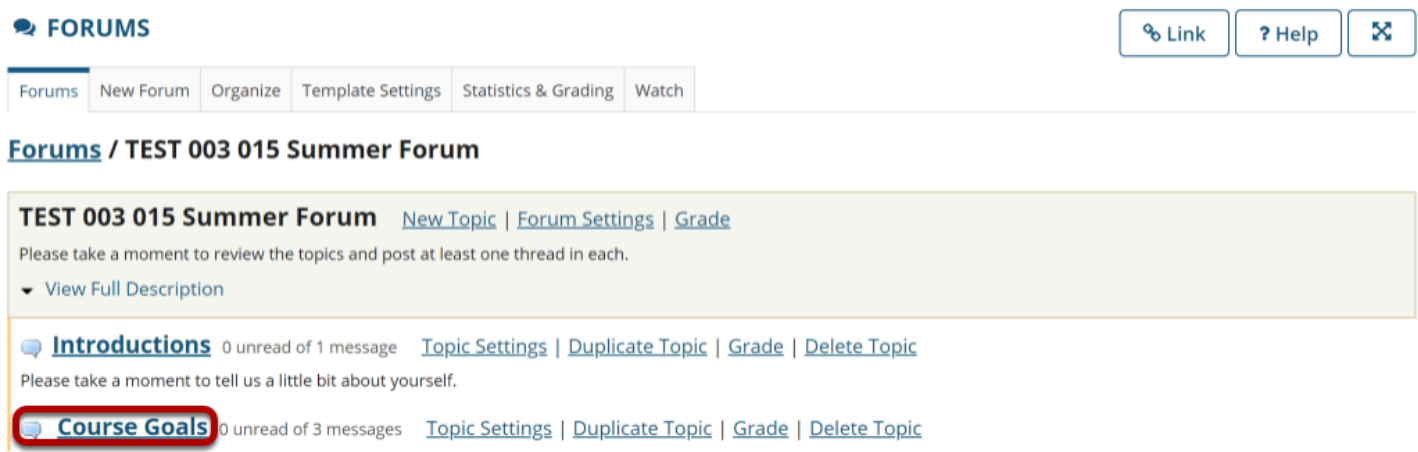 FORUMS
Link
? Help
Forums
New Forum
Organize
Template Settings
Statistics & Grading
Watch
Forums / TEST 003 015 Summer Forum
TEST 003 015 Summer Forum New Topic | Forum Settings | Grade
Please take a moment to review the topics and post at least one thread in each.
View Full Description
Introductions 0 unread of 1 message Topic Settings | Duplicate Topic | Grade | Delete Topic
Please take a moment to tell us a little bit about yourself.
Course Goals 0 unread of 3 messages Topic Settings | Duplicate Topic | Grade | Delete Topic